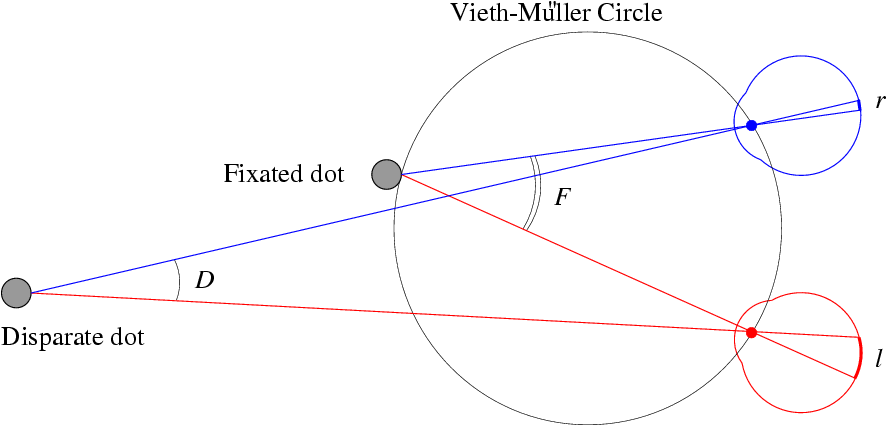 Vieth-Müller Circle
r
Fixated dot
F
D
Disparate dot
l